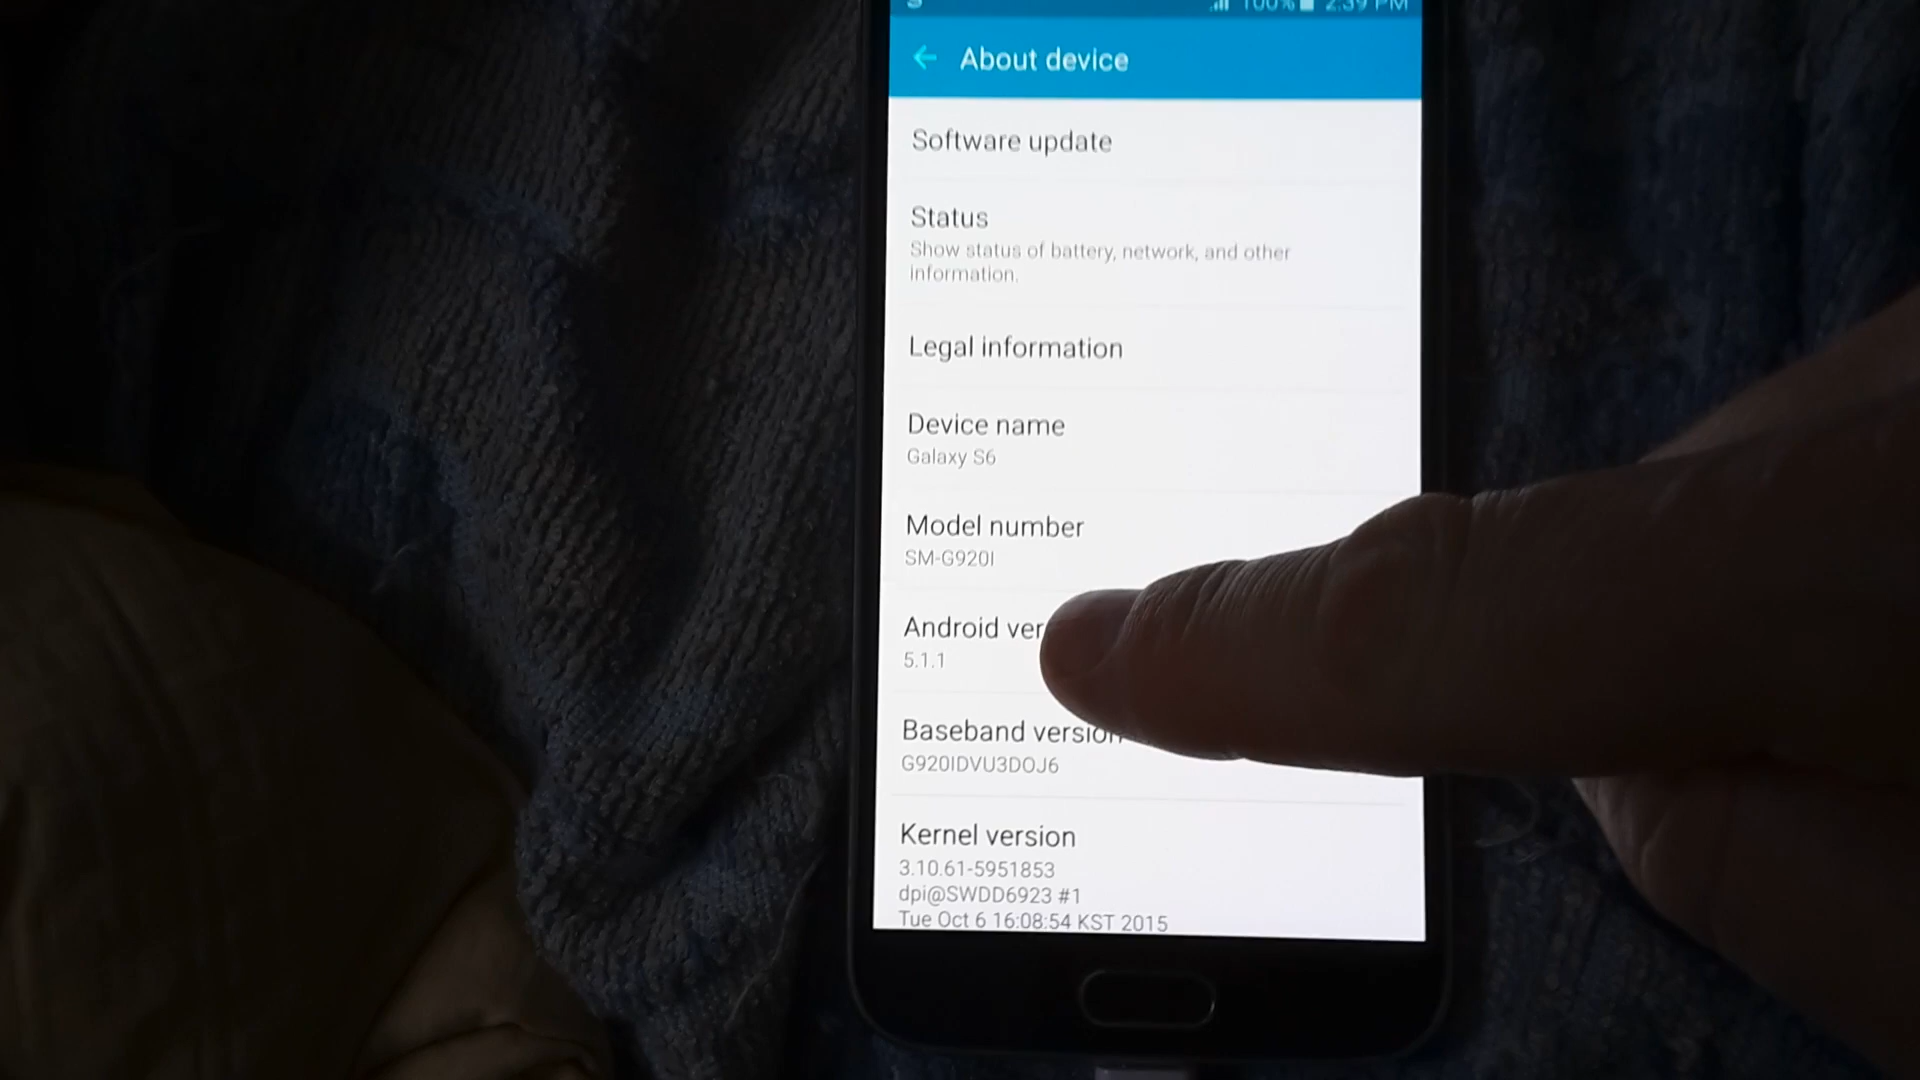 100% 2:39 PM
About device
Software update
Status
Show status of battery, network, and other
information.
Legal information
Device name
Galaxy S6
Model number
SM-G920I
Android ver
5.1.1
Baseband version
G920IDVU3DOJ6
Kernel version
3.10.61-5951853
dpi@SWDD6923 #1
Tue Oct 6 16:08:54 KST 2015